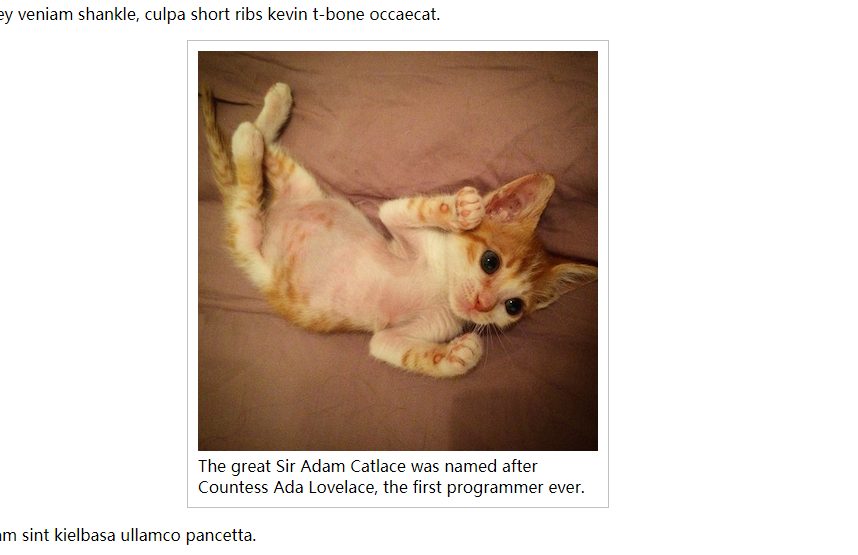 veniam shankle, culpa short ribs kevin t-bone occaecat.
The great Sir Adam Catlace was named after
Countess Ada Lovelace, the first programmer ever.
sint kielbasa ullamco pancetta.